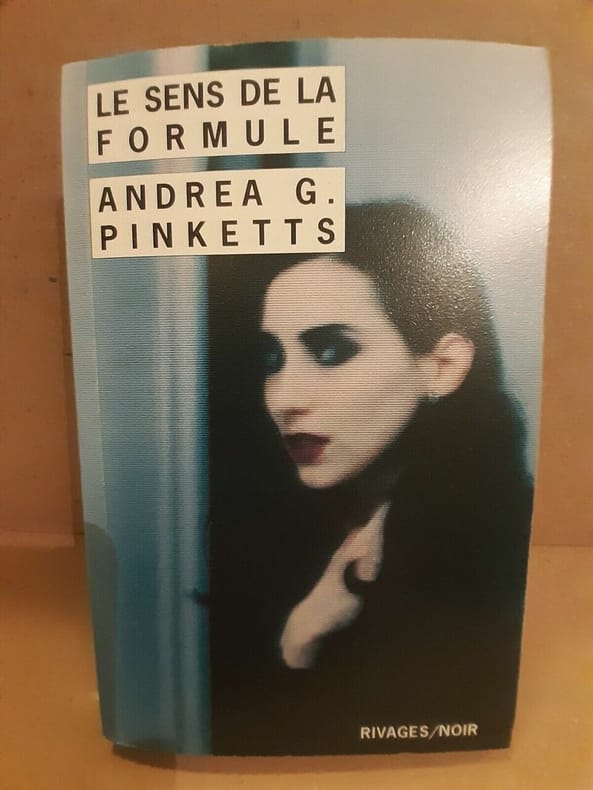 LE SENS DE LA
FORMULE
ANDREA G.
PINKETTS
RIVAGES/NOIR